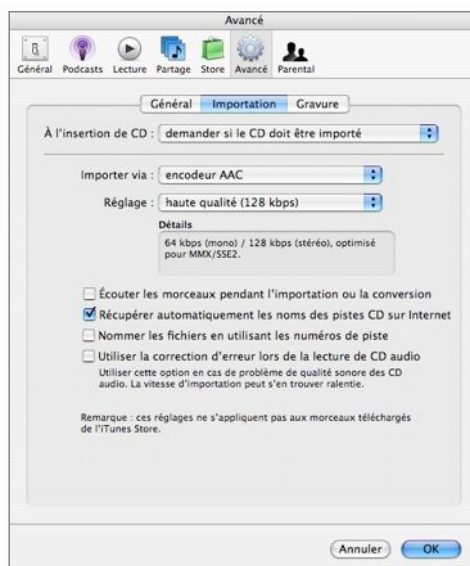 Avancé
Général Podcasts Lecture Partage Store Avancé Parental
Général Importation Gravure
À l'insertion de CD : demander si le CD doit être importé
Importer via : encodeur AAC
Réglage : haute qualité (128 kbps)
Détails
64 kbps (mono) / 128 kbps (stéréo), optimisé
pour MMX/SSE2.
Écouter les morceaux pendant l'importation ou la conversion
Récupérer automatiquement les noms des pistes CD sur Internet
Nommer les fichiers en utilisant les numéros de piste
Utiliser la correction d'erreur lors de la lecture de CD audio
Utiliser cette option en cas de problème de qualité sonore des CD
audio. La vitesse d'importation peut s'en trouver ralentie.
Remarque : ces réglages ne s'appliquent pas aux morceaux téléchargés
de l'iTunes Store.
Annuler OK